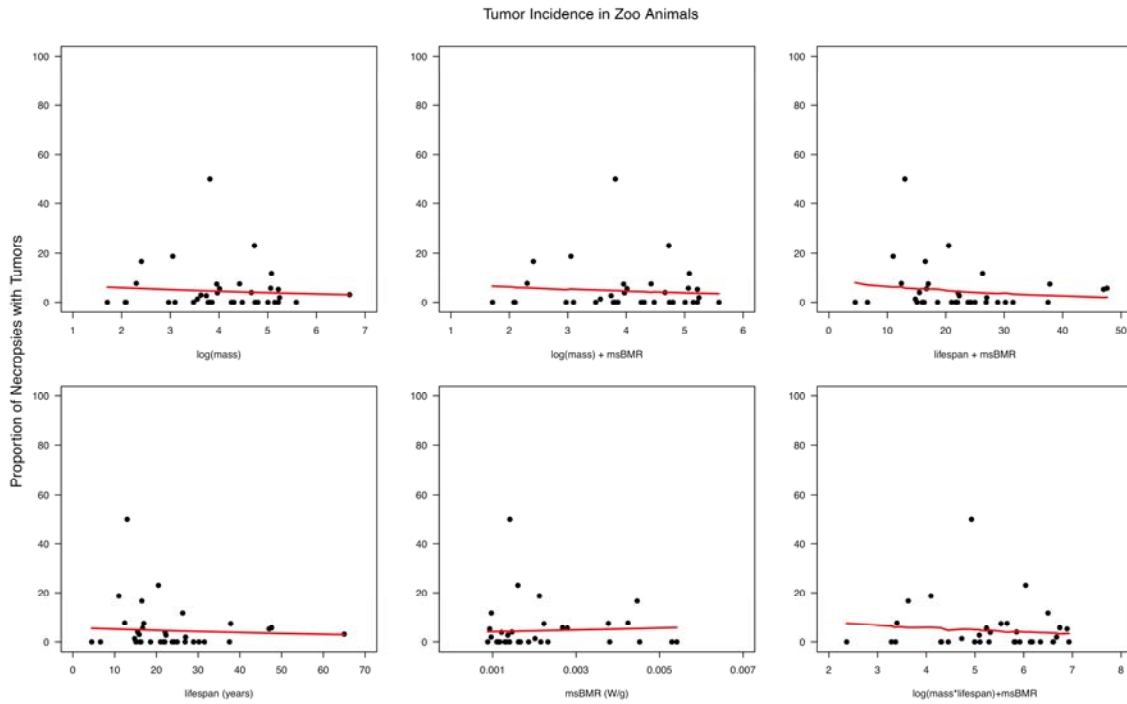 Tumor Incidence in Zoo Animals
Proportion of Necropsies with Tumors
100
80
60
40
20
0
1 2 3 4 5 6 7
log(mass)
100
80
60
40
20
0
1 2 3 4 5 6
log(mass) + msBMR
100
80
60
40
20
0
0 10 20 30 40 50
lifespan + msBMR
100
80
60
40
20
0
0 10 20 30 40 50 60 70
lifespan (years)
100
80
60
40
20
0
0.001 0.003 0.005 0.007
msBMR (W/g)
100
80
60
40
20
0
2 3 4 5 6 7 8
log(mass*lifespan)+msBMR